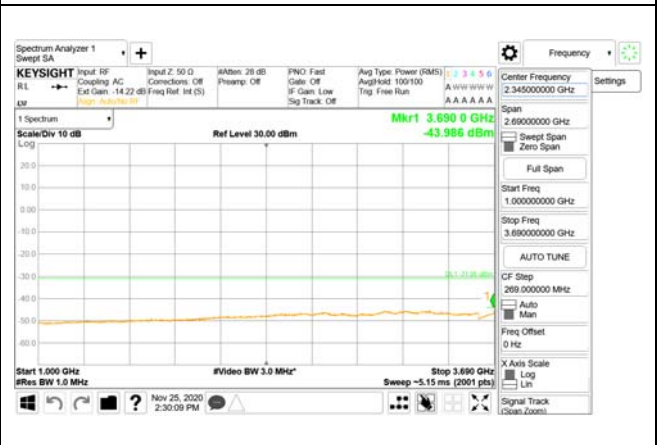 Spectrum Analyzer 1
Swept SA
Frequency
KEYSIGHT
Input: RF
Coupling: AC
Ext Gain: -14.22 dB
Align: Auto/No RF
Input Z: 50 Ω
Corrections: Off
Freq Ref: Int (S)
#Atten: 28 dB
Preamp: Off
PNO: Fast
Gate: Off
IF Gain: Low
Sig Track: Off
Avg Type: Power (RMS)
Avg|Hold: 100/100
Trig: Free Run
1 2 3 4 5 6
A W W W W W
A A A A A A
RL
Center Frequency
2.345000000 GHz
Settings
1 Spectrum
Mkr1 3.690 0 GHz
Scale/Div 10 dB
Ref Level 30.00 dBm
-43.986 dBm
Log
Span
2.69000000 GHz
Swept Span
Zero Span
Full Span
Start Freq
1.000000000 GHz
Stop Freq
3.690000000 GHz
AUTO TUNE
CF Step
269.000000 MHz
Auto
Man
Freq Offset
0 Hz
X Axis Scale
Log
Lin
Signal Track
(Span Zoom)
20.0
10.0
0.00
-10.0
-20.0
-30.0
-40.0
-50.0
-60.0
1
Start 1.000 GHz
#Video BW 3.0 MHz*
Stop 3.690 GHz
#Res BW 1.0 MHz
Sweep ~5.15 ms (2001 pts)
Nov 25, 2020
2:30:09 PM